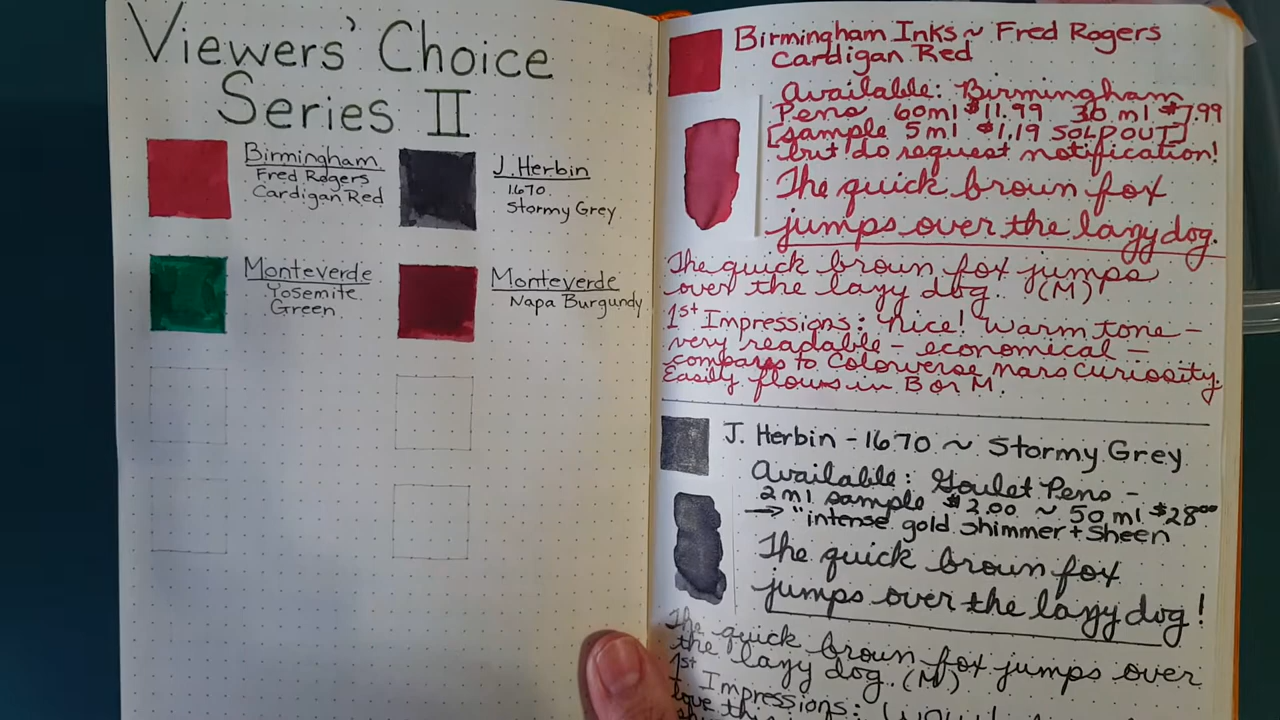 Viewers' Choice
Series II
Birmingham
Fred Rogers
Cardigan Red
J. Herbin
1670
Stormy Grey
Monteverde
Yosemite
Green
Monteverde
Napa Burgundy
Birmingham Inks ~ Fred Rogers
Cardigan Red
Available: Birmingham
Pens 60ml $11.99 30 ml $7.99
[sample 5ml $1.19 SOLD OUT]
but do request notification!
The quick brown fox
jumps over the lazy dog.
The quick brown fox jumps
over the lazy dog. (M)
1st Impressions: Nice! Warm tone -
very readable - economical -
compares to Colorverse Mars Curiosity.
Easily flows in B or M.
J. Herbin - 1670 ~ Stormy Grey
Available: Goulet Pens -
2ml sample $2.00 ~ 50 ml $28.00
→ "intense gold shimmer + sheen
The quick brown fox
jumps over the lazy dog!
The quick brown fox jumps over
the lazy dog. (M)
1st Impressions: Wow!
love this